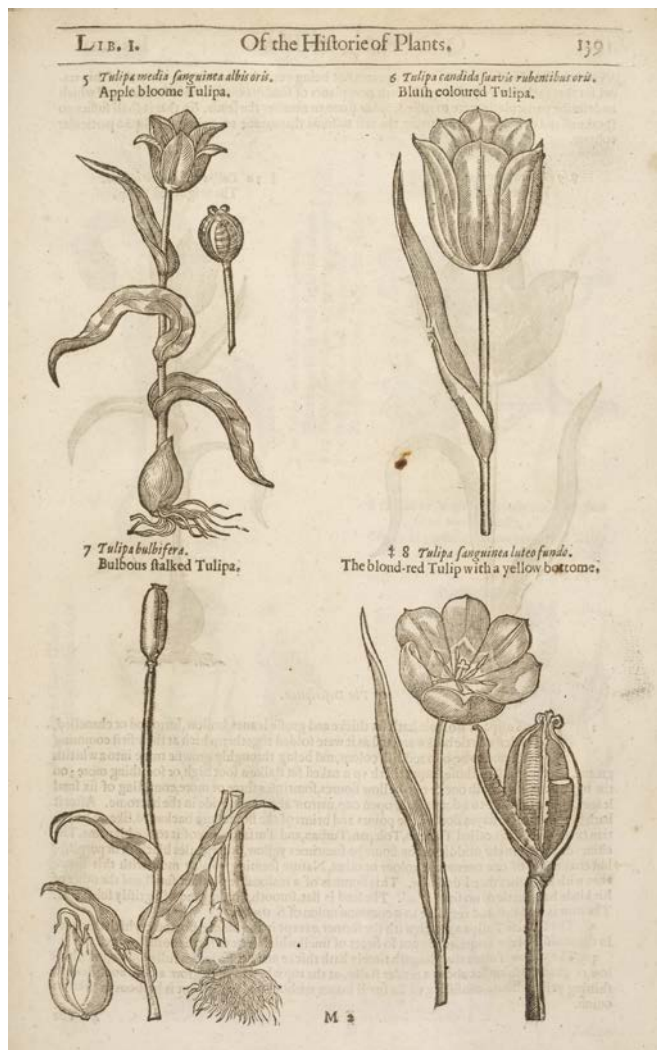 LIB. I. Of the Hiſtorie of Plants. 139
5 Tulipa media ſanguinea albis oris.
Apple bloome Tulipa.
6 Tulipa candida ſuavis rubentibus oris.
Bluſh coloured Tulipa.
7 Tulipa bulbifera.
Bulbous ſtalked Tulipa.
‡ 8 Tulipa ſanguinea luteo fundo.
The bloud-red Tulip with a yellow bottome.
M 2